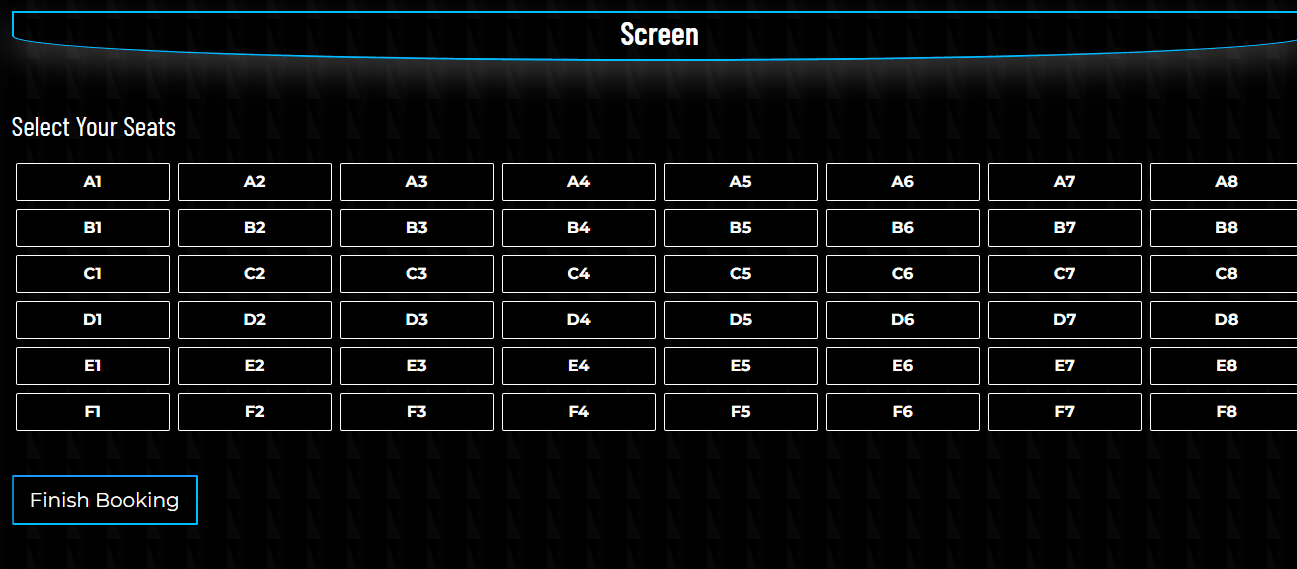 Screen
Select Your Seats
A1 A2 A3 A4 A5 A6 A7 A8
B1 B2 B3 B4 B5 B6 B7 B8
C1 C2 C3 C4 C5 C6 C7 C8
D1 D2 D3 D4 D5 D6 D7 D8
E1 E2 E3 E4 E5 E6 E7 E8
F1 F2 F3 F4 F5 F6 F7 F8
Finish Booking